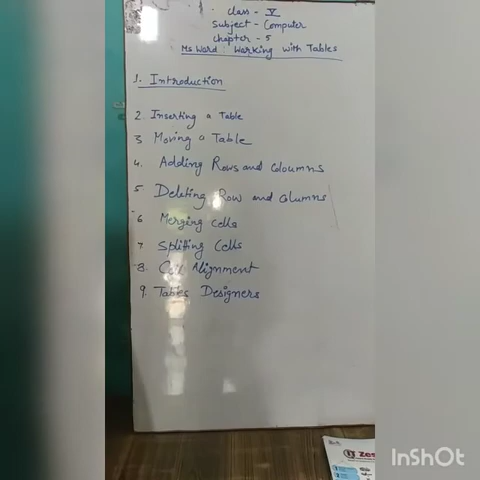 Class - V
Subject - Computer
Chapter - 5
Ms Word : Working with Tables
1. Introduction
2. Inserting a Table
3 Moving a Table
4. Adding Rows and Coloumns
5 Deleting Row and Columns
6 Merging Cells
7 Splitting Cells
8. Cell Alignment
9. Tables Designers
InShOt